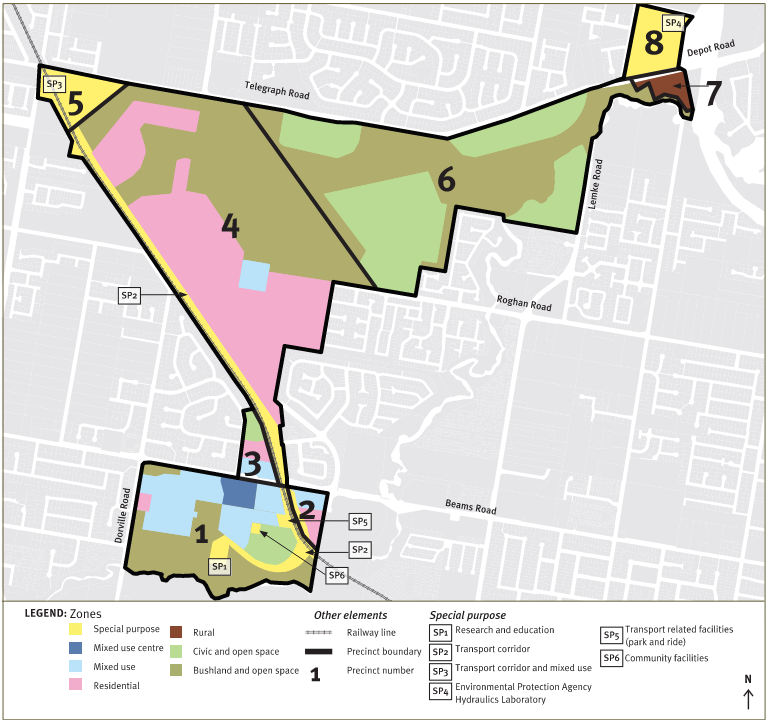 SP4
8
Depot Road
7
SP3
5
Telegraph Road
6
Lemke Road
4
SP2
Roghan Road
3
Dorville Road
2
Beams Road
SP5
1
SP2
SP1
SP6
LEGEND: Zones
Special purpose
Mixed use centre
Mixed use
Residential
Rural
Civic and open space
Bushland and open space
Other elements
Railway line
Precinct boundary
1 Precinct number
Special purpose
SP1 Research and education
SP2 Transport corridor
SP3 Transport corridor and mixed use
SP4 Environmental Protection Agency
Hydraulics Laboratory
SP5 Transport related facilities
(park and ride)
SP6 Community facilities
N